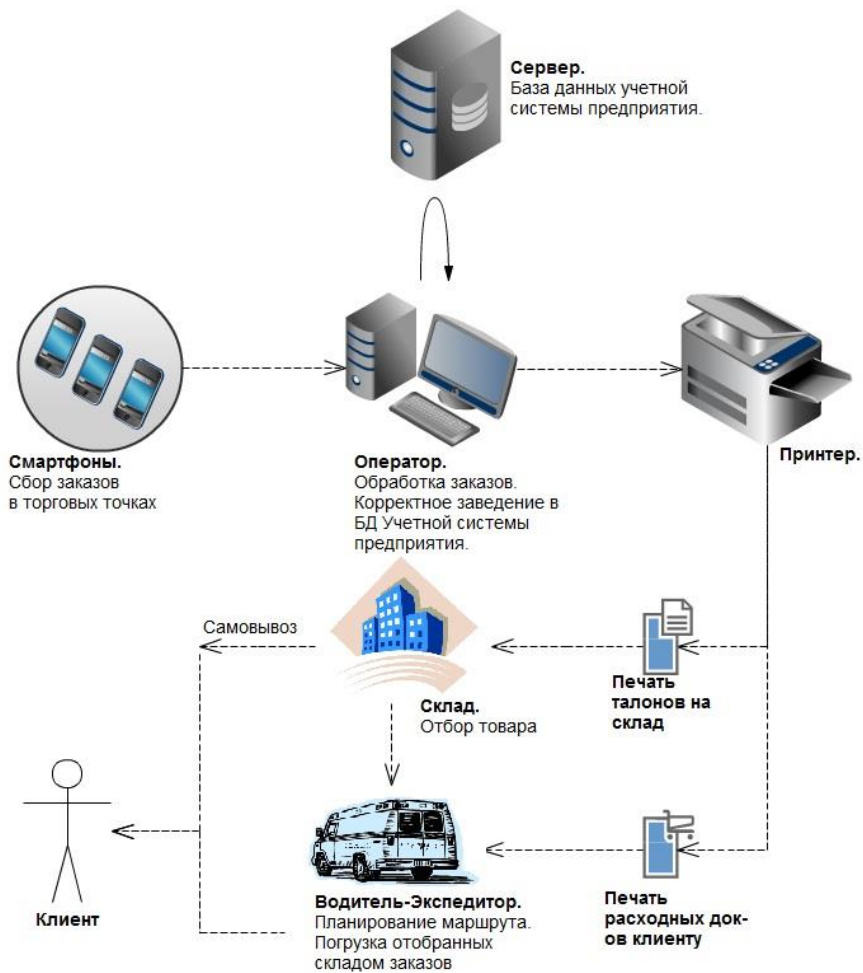 Сервер.
База данных учетной
системы предприятия.
Смартфоны.
Сбор заказов
в торговых точках
Оператор.
Обработка заказов.
Корректное заведение в
БД Учетной системы
предприятия.
Принтер.
Самовывоз
Склад.
Отбор товара
Печать
талонов на
склад
Клиент
Водитель-Экспедитор.
Планирование маршрута.
Погрузка отобранных
складом заказов
Печать
расходных док-
ов клиенту